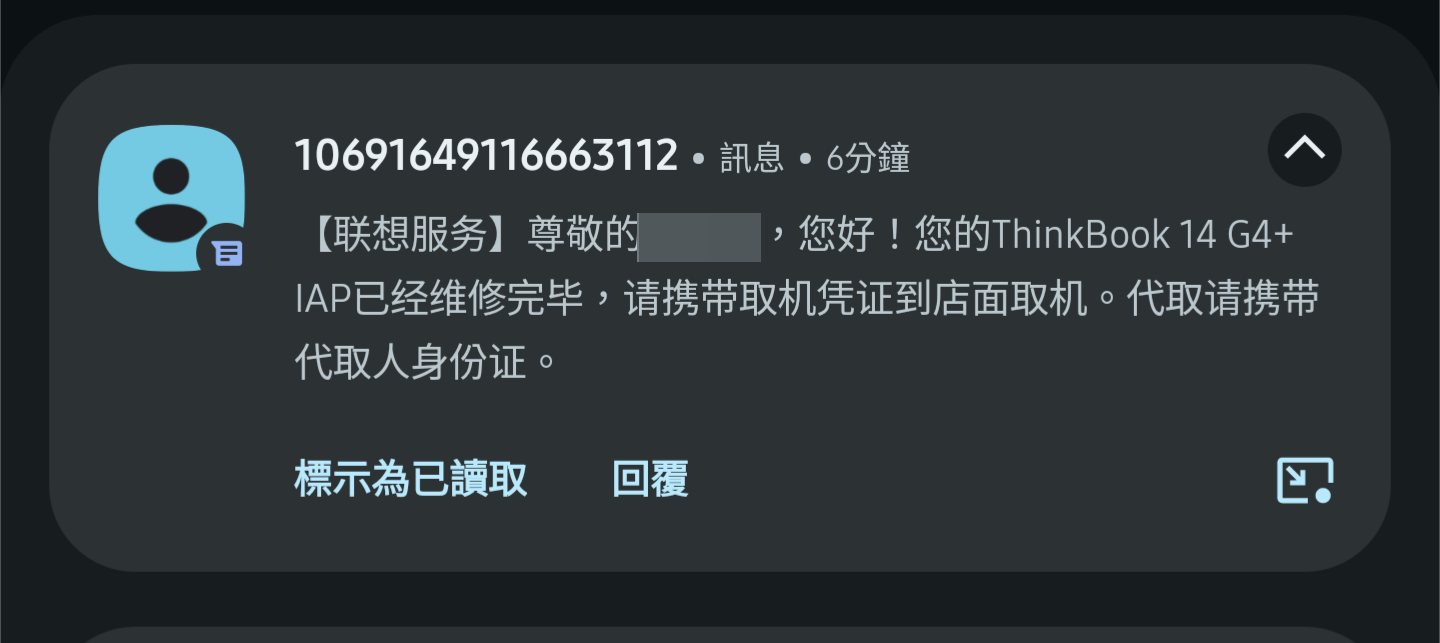 10691649116663112 • 訊息 • 6分鐘
【联想服务】尊敬的，您好！您的ThinkBook 14 G4+
IAP已经维修完毕，请携带取机凭证到店面取机。代取请携带
代取人身份证。
標示為已讀取 回覆